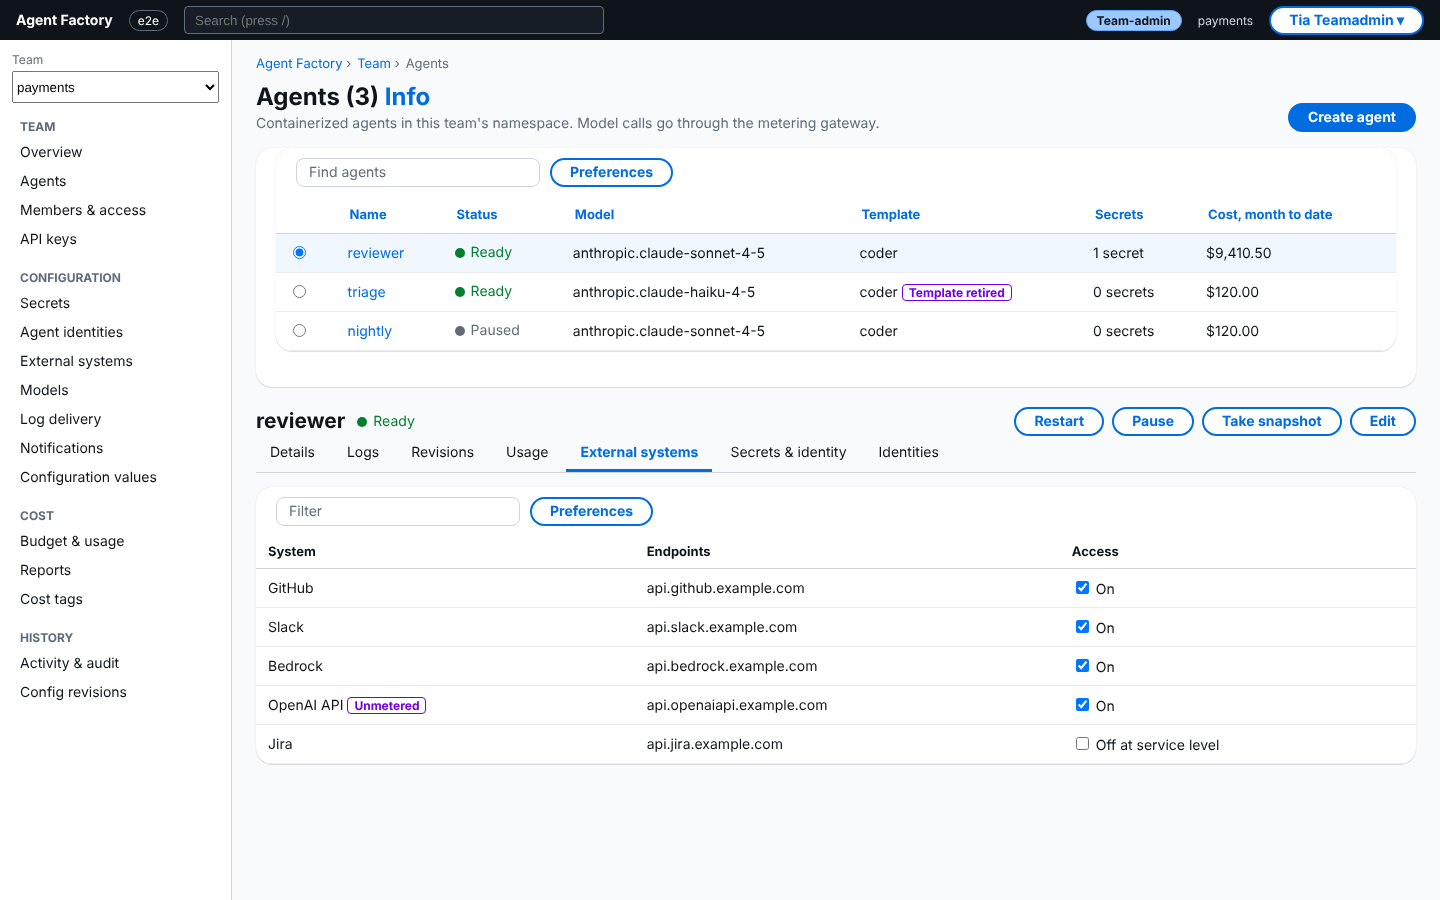 Agent Factory e2e Search (press /) Team-admin payments Tia Teamadmin ▾
Team
payments
TEAM
Overview
Agents
Members & access
API keys
CONFIGURATION
Secrets
Agent identities
External systems
Models
Log delivery
Notifications
Configuration values
COST
Budget & usage
Reports
Cost tags
HISTORY
Activity & audit
Config revisions
Agent Factory › Team › Agents
Agents (3) Info
Containerized agents in this team's namespace. Model calls go through the metering gateway.
Create agent
Find agents Preferences
Name Status Model Template Secrets Cost, month to date
reviewer Ready anthropic.claude-sonnet-4-5 coder 1 secret $9,410.50
triage Ready anthropic.claude-haiku-4-5 coder Template retired 0 secrets $120.00
nightly Paused anthropic.claude-sonnet-4-5 coder 0 secrets $120.00
reviewer Ready Restart Pause Take snapshot Edit
Details Logs Revisions Usage External systems Secrets & identity Identities
Filter Preferences
System Endpoints Access
GitHub api.github.example.com On
Slack api.slack.example.com On
Bedrock api.bedrock.example.com On
OpenAI API Unmetered api.openaiapi.example.com On
Jira api.jira.example.com Off at service level